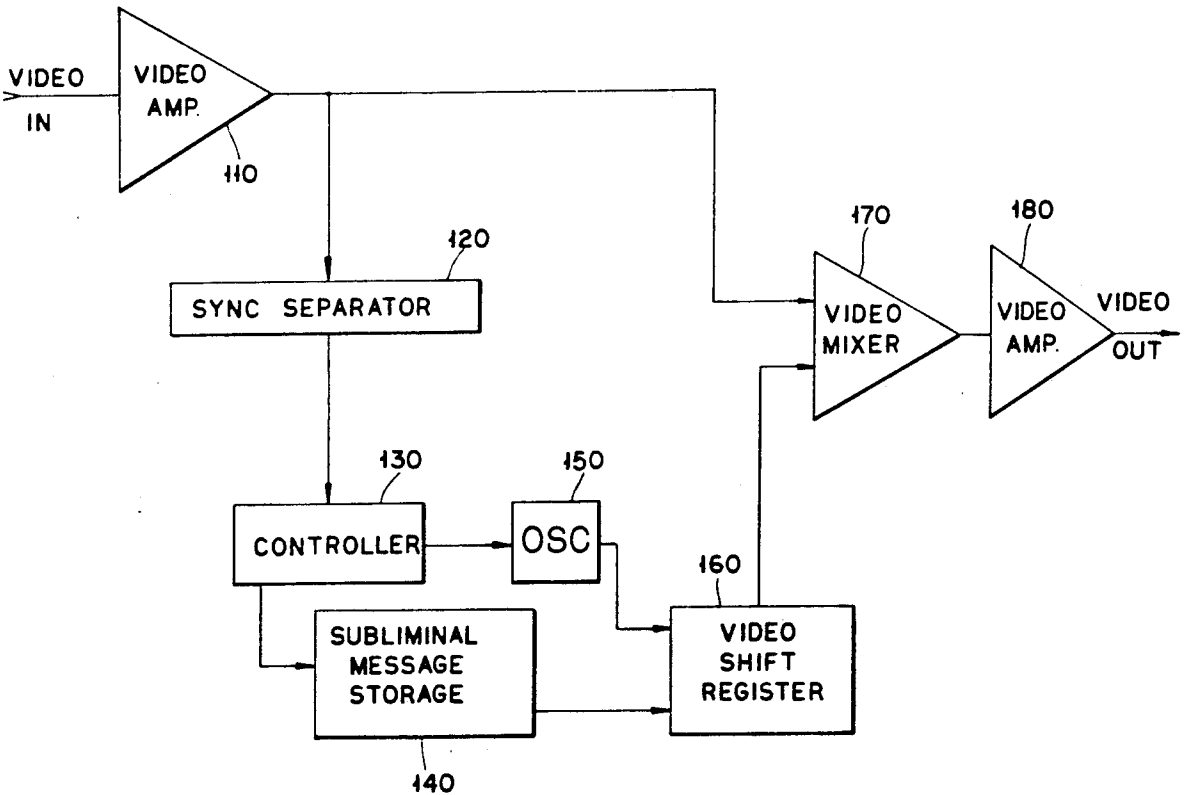 VIDEO
IN
VIDEO
AMP.
110
120
SYNC SEPARATOR
170
180
VIDEO
MIXER
VIDEO
AMP.
VIDEO
OUT
130
CONTROLLER
150
OSC
160
VIDEO
SHIFT
REGISTER
SUBLIMINAL
MESSAGE
STORAGE
140